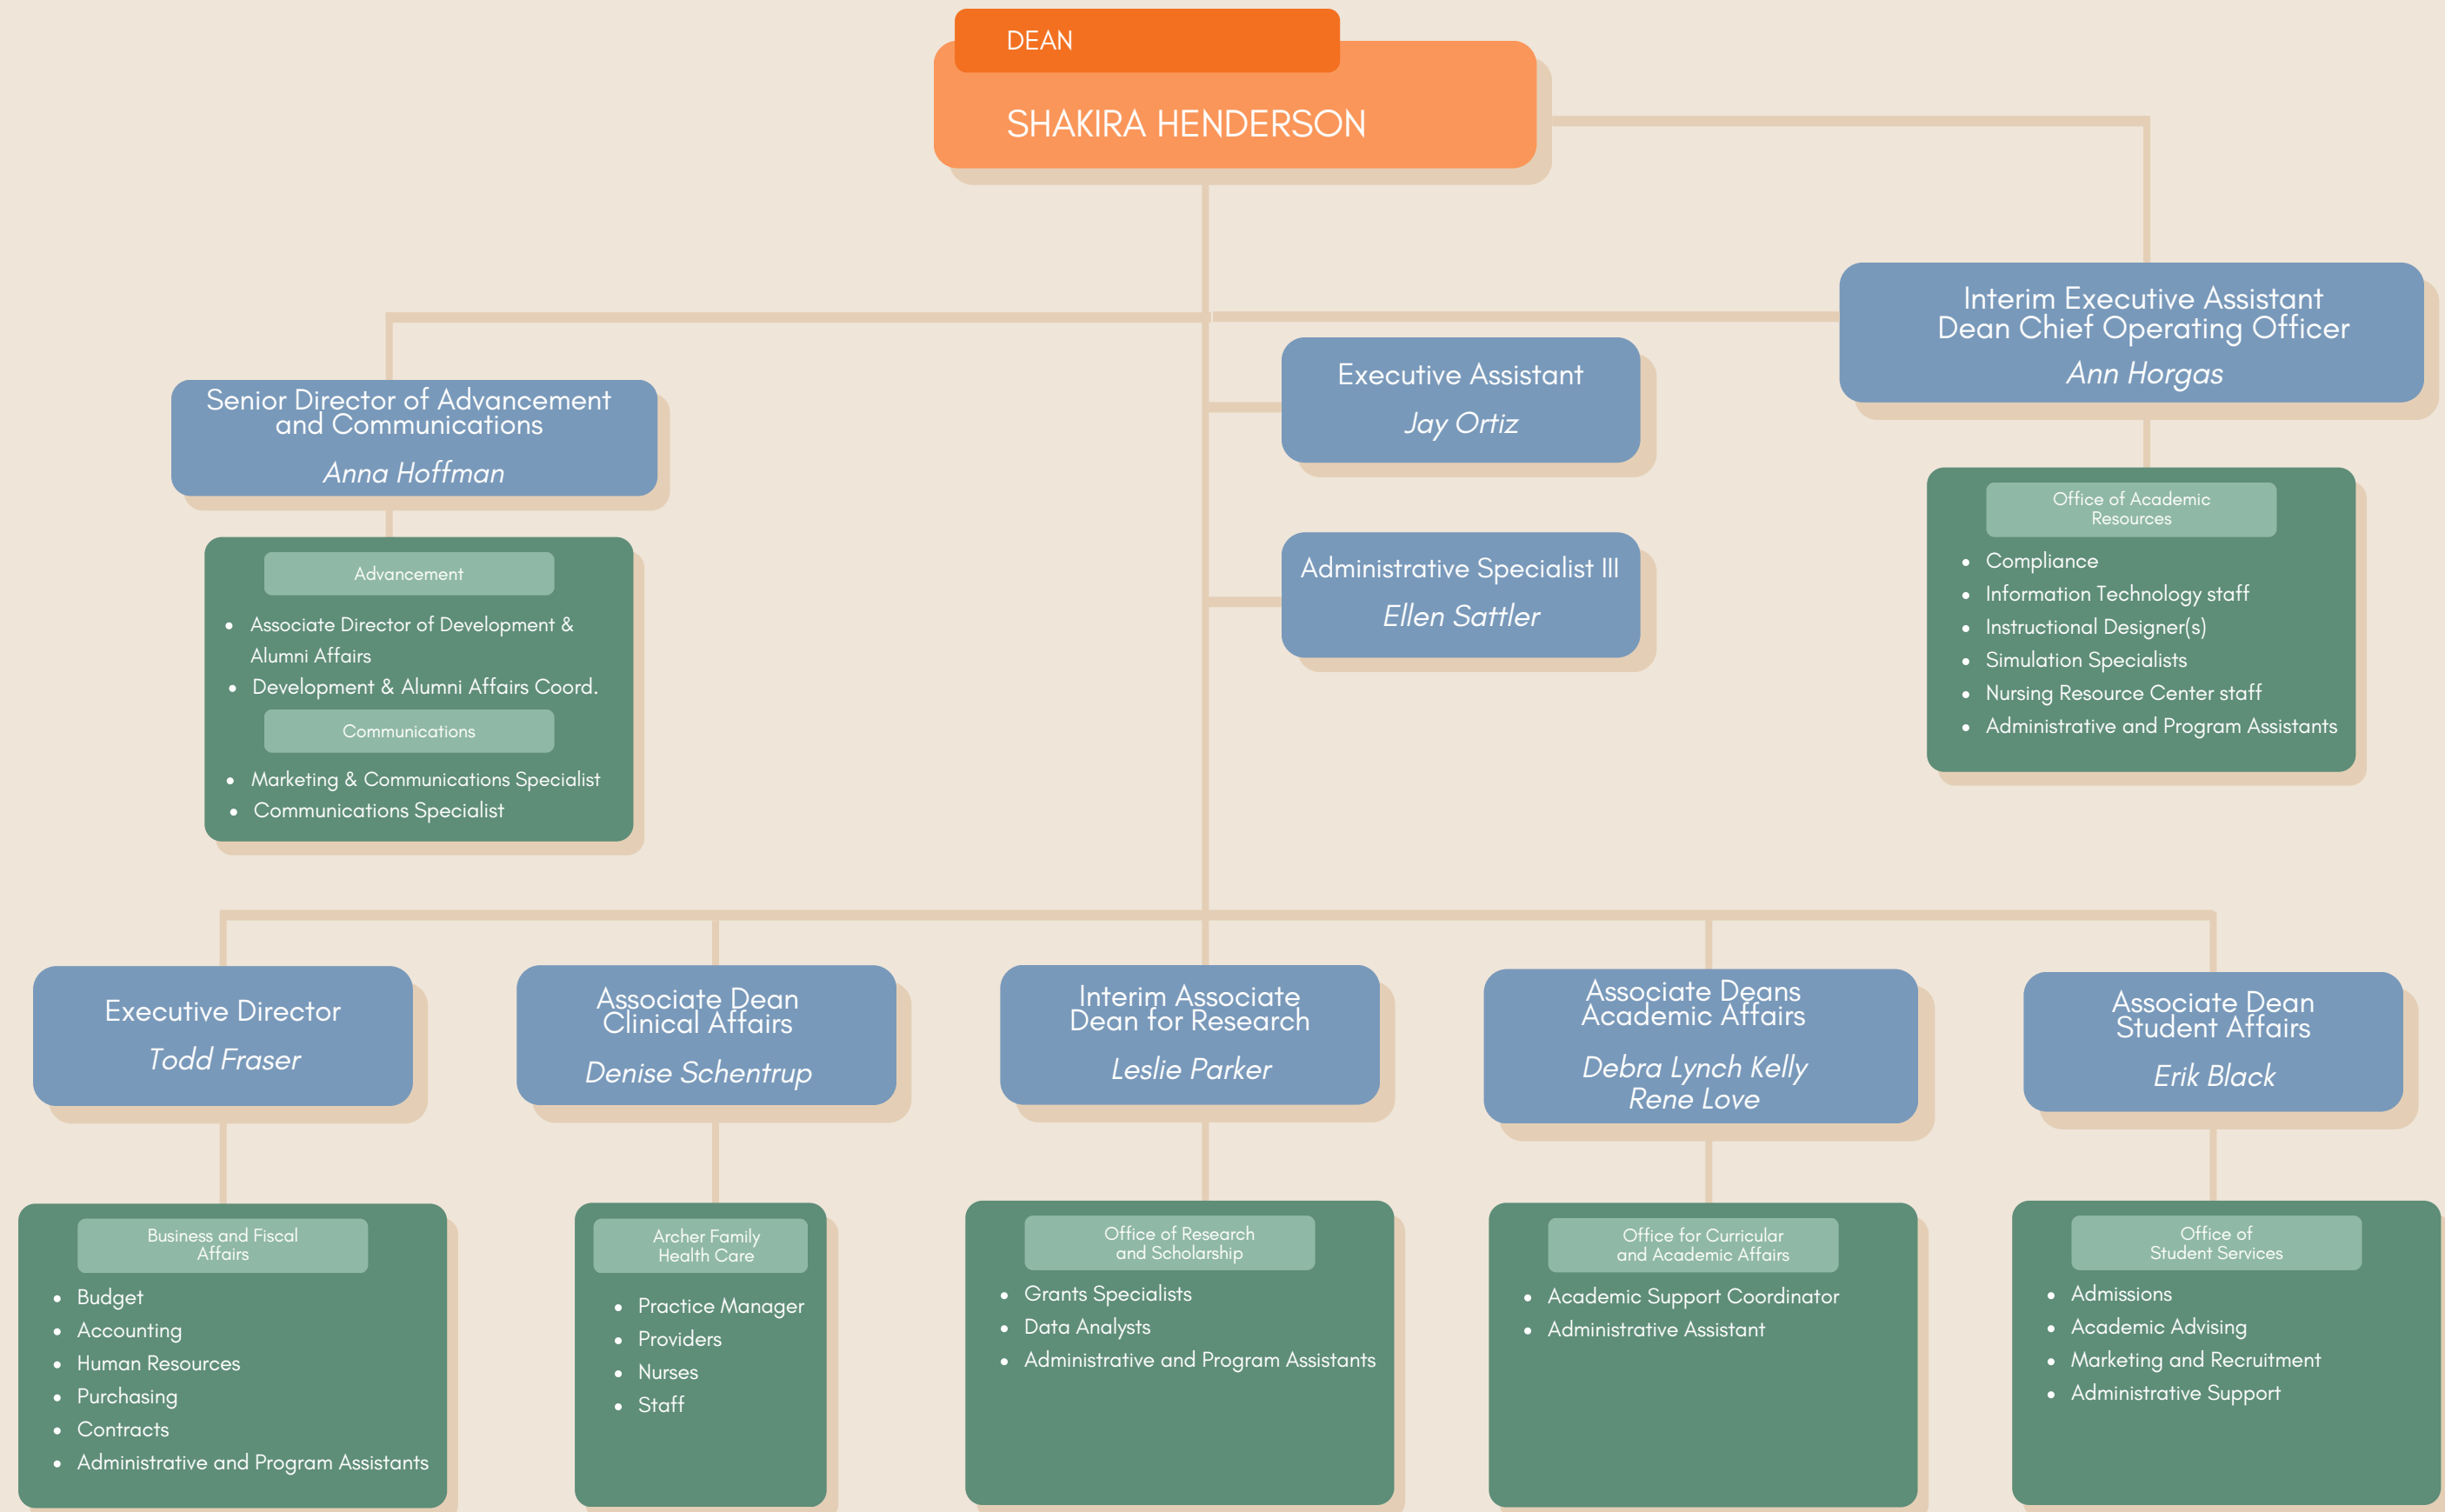 DEAN
SHAKIRA HENDERSON
Interim Executive Assistant
Dean Chief Operating Officer
Ann Horgas
Executive Assistant
Jay Ortiz
Senior Director of Advancement
and Communications
Anna Hoffman
Office of Academic
Resources
• Compliance
• Information Technology staff
• Instructional Designer(s)
• Simulation Specialists
• Nursing Resource Center staff
• Administrative and Program Assistants
Administrative Specialist III
Ellen Sattler
Advancement
• Associate Director of Development &
Alumni Affairs
• Development & Alumni Affairs Coord.
Communications
• Marketing & Communications Specialist
• Communications Specialist
Executive Director
Todd Fraser
Associate Dean
Clinical Affairs
Denise Schentrup
Interim Associate
Dean for Research
Leslie Parker
Associate Deans
Academic Affairs
Debra Lynch Kelly
Rene Love
Associate Dean
Student Affairs
Erik Black
Business and Fiscal
Affairs
• Budget
• Accounting
• Human Resources
• Purchasing
• Contracts
• Administrative and Program Assistants
Archer Family
Health Care
• Practice Manager
• Providers
• Nurses
• Staff
Office of Research
and Scholarship
• Grants Specialists
• Data Analysts
• Administrative and Program Assistants
Office for Curricular
and Academic Affairs
• Academic Support Coordinator
• Administrative Assistant
Office of
Student Services
• Admissions
• Academic Advising
• Marketing and Recruitment
• Administrative Support